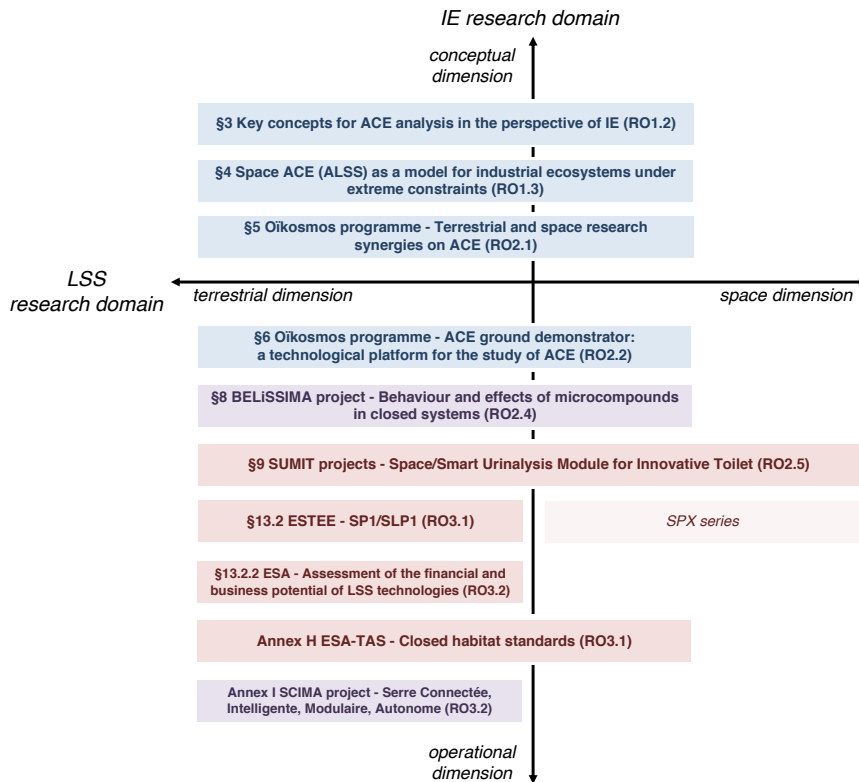 IE research domain
conceptual
dimension
§3 Key concepts for ACE analysis in the perspective of IE (RO1.2)
§4 Space ACE (ALSS) as a model for industrial ecosystems under
extreme constraints (RO1.3)
§5 Oïkosmos programme - Terrestrial and space research
synergies on ACE (RO2.1)
LSS
research domain
terrestrial dimension
space dimension
§6 Oïkosmos programme - ACE ground demonstrator:
a technological platform for the study of ACE (RO2.2)
§8 BELiSSIMA project - Behaviour and effects of microcompounds
in closed systems (RO2.4)
§9 SUMIT projects - Space/Smart Urinalysis Module for Innovative Toilet (RO2.5)
§13.2 ESTEE - SP1/SLP1 (RO3.1)
SPX series
§13.2.2 ESA - Assessment of the financial and
business potential of LSS technologies (RO3.2)
Annex H ESA-TAS - Closed habitat standards (RO3.1)
Annex I SCIMA project - Serre Connectée,
Intelligente, Modulaire, Autonome (RO3.2)
operational
dimension